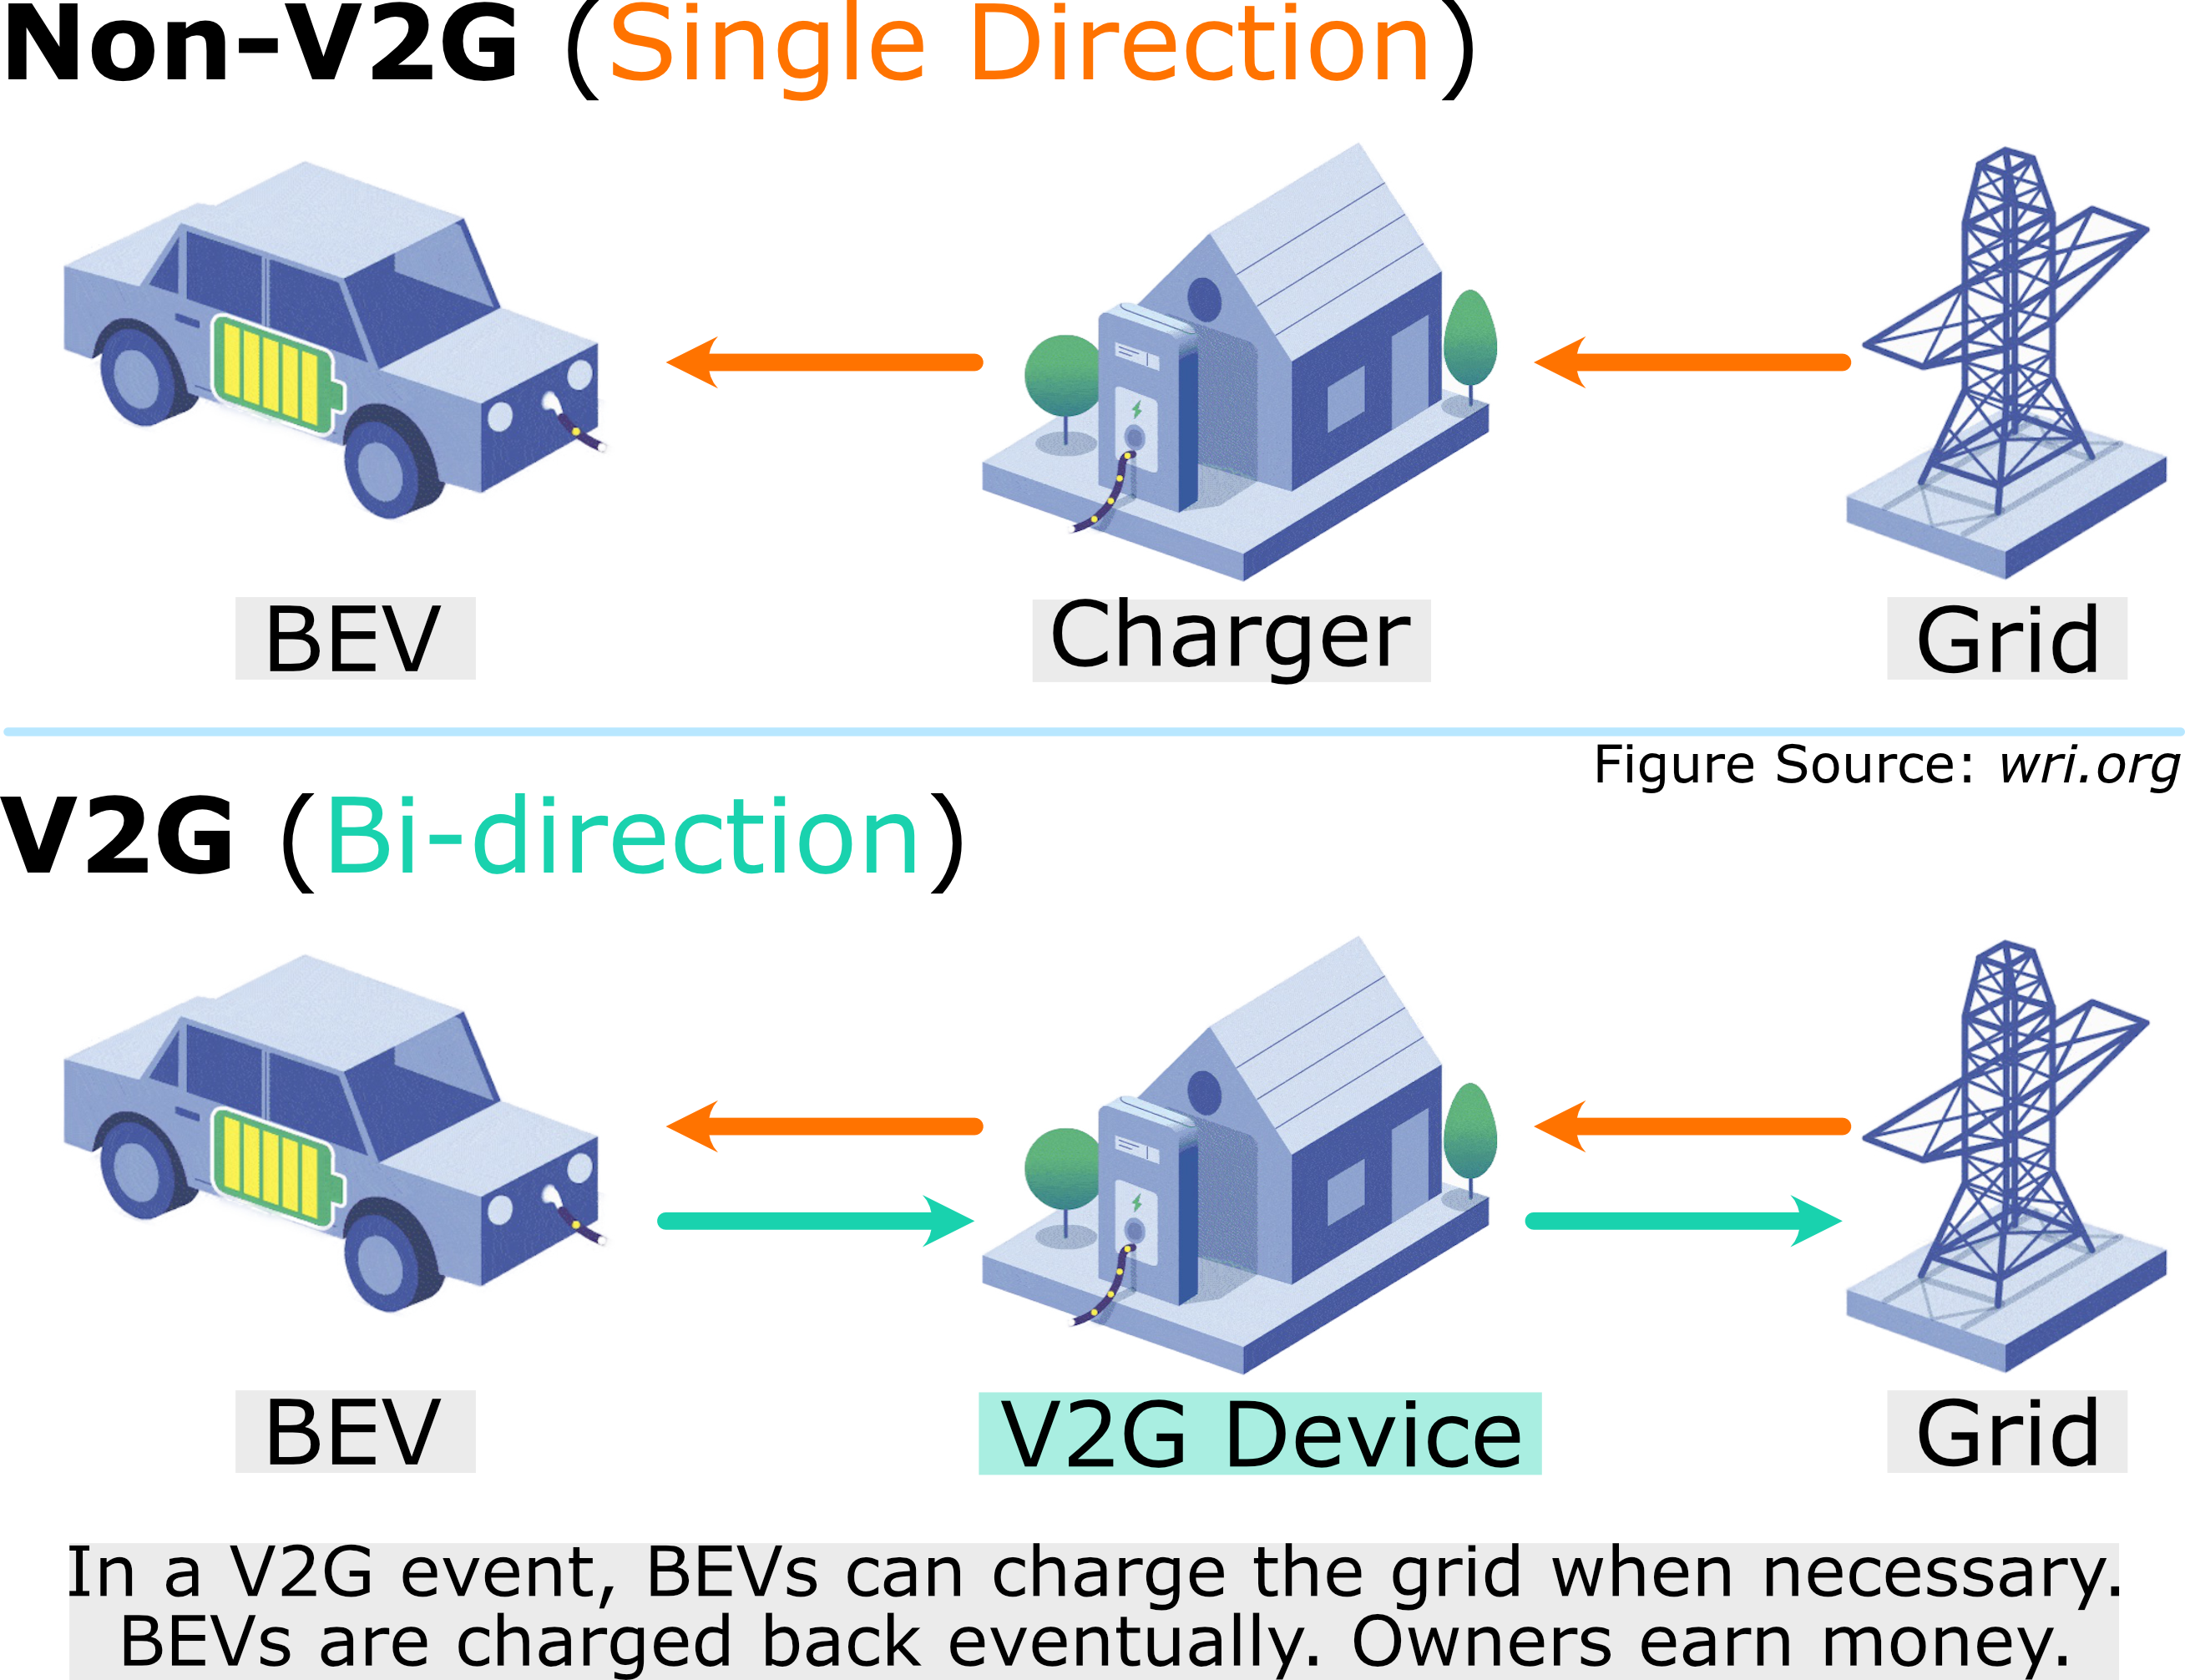 Non-V2G (Single Direction)
BEV
Charger
Grid
Figure Source: wri.org
V2G (Bi-direction)
BEV
V2G Device
Grid
In a V2G event, BEVs can charge the grid when necessary.
BEVs are charged back eventually. Owners earn money.